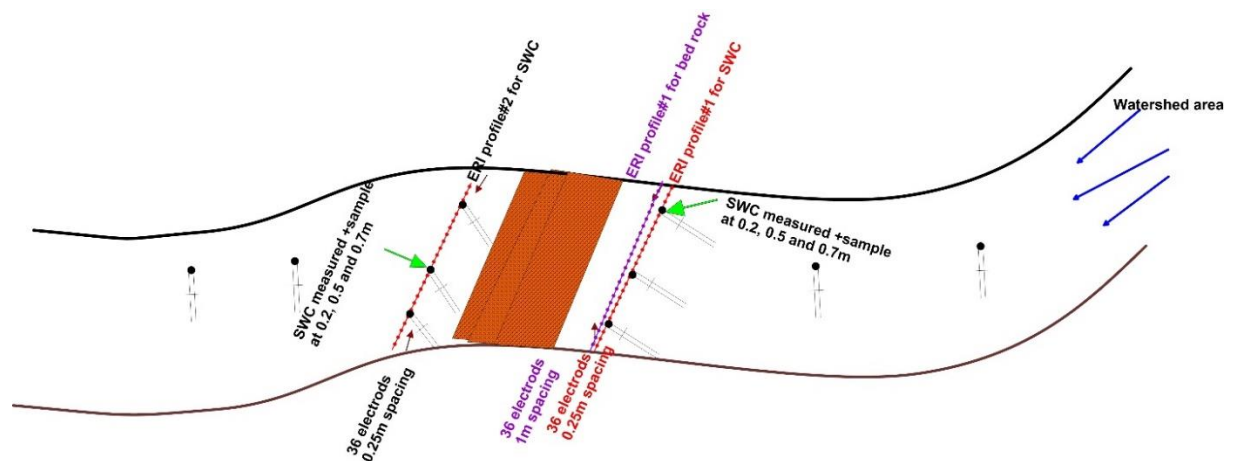 ERI profile#2 for SWC
ERI profile#1 for bed rock
ERI profile#1 for SWC
Watershed area
SWC measured +sample
at 0.2, 0.5 and 0.7m
SWC measured +sample
at 0.2, 0.5 and 0.7m
36 electrods
0.25m spacing
36 electrods
1m spacing
36 electrods
0.25m spacing